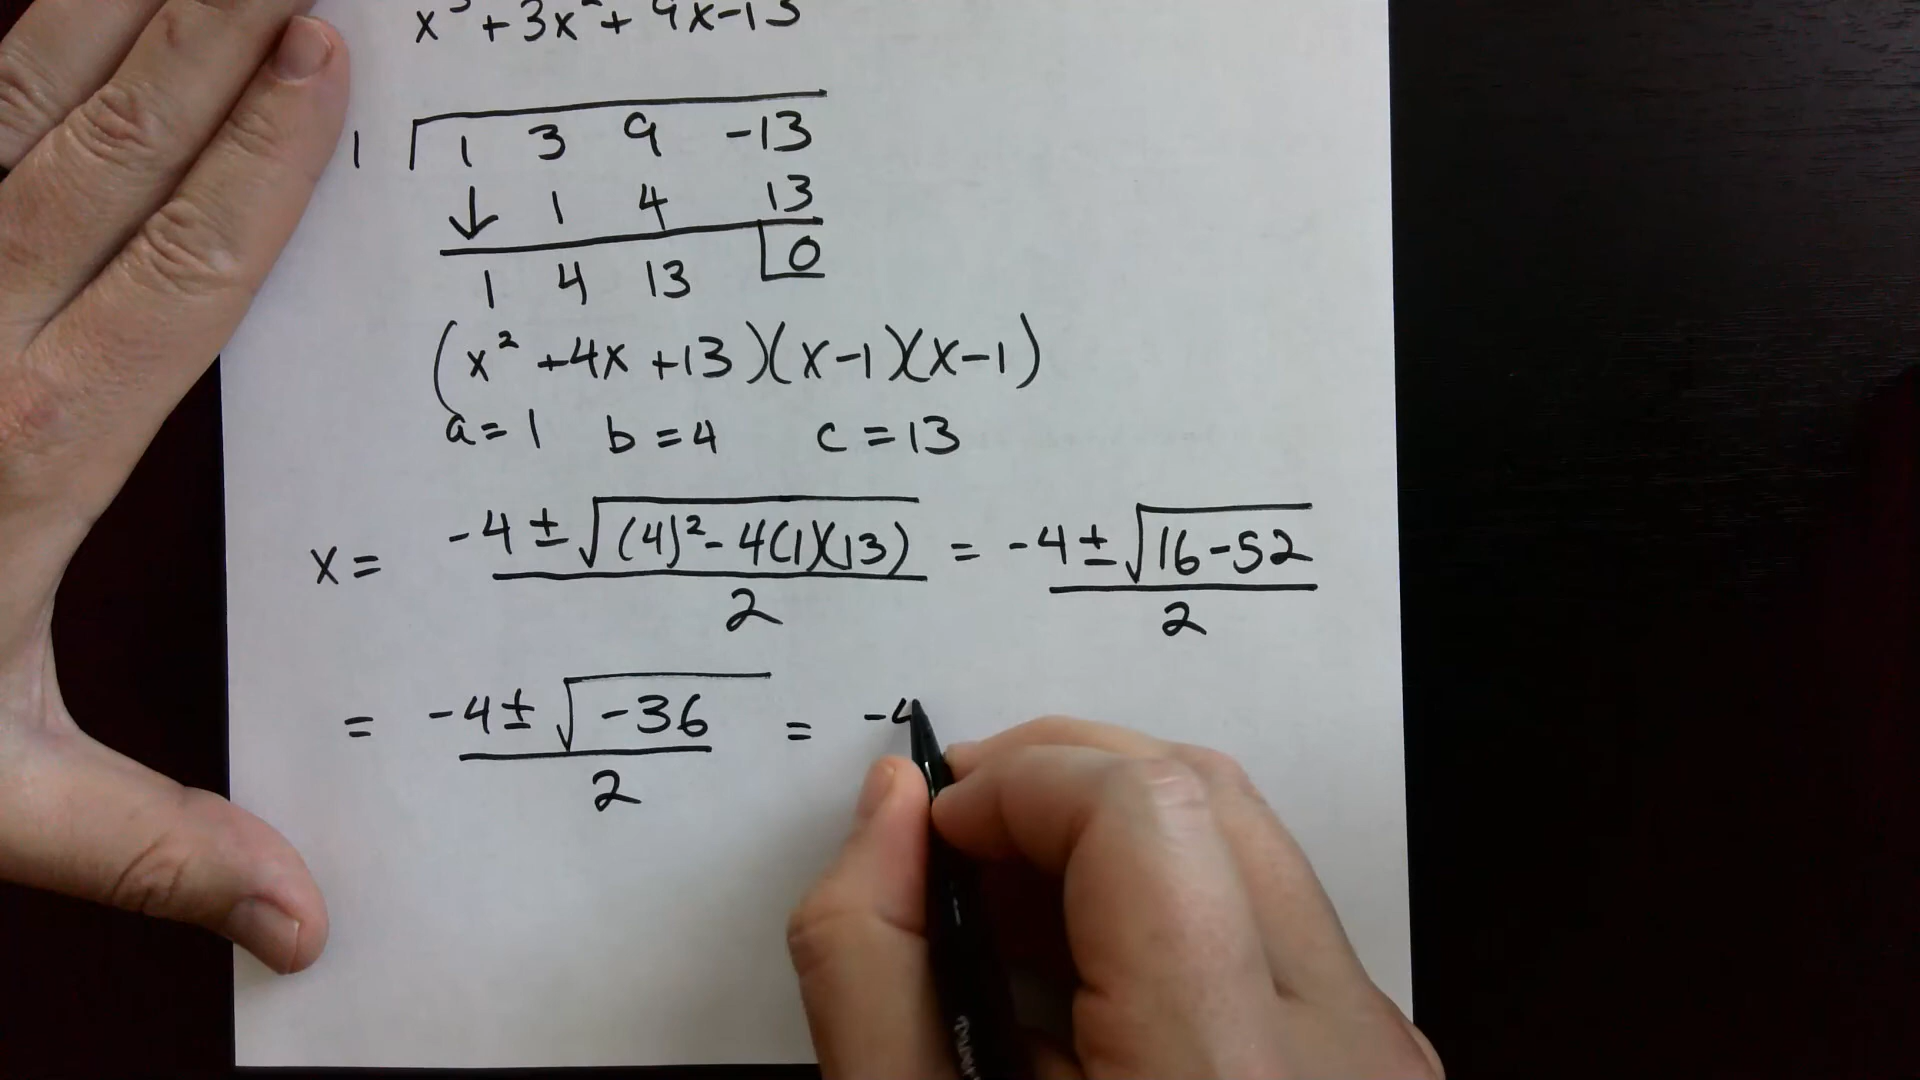 x³ + 3x² + 9x - 13
1 1 3 9 -13
↓ 1 4 13
1 4 13 0
(x² + 4x + 13)(x - 1)(x - 1)
a = 1 b = 4 c = 13
x = -4 ± √(4)² - 4(1)(13) / 2 = -4 ± √16 - 52 / 2
= -4 ± √-36 / 2 = -4